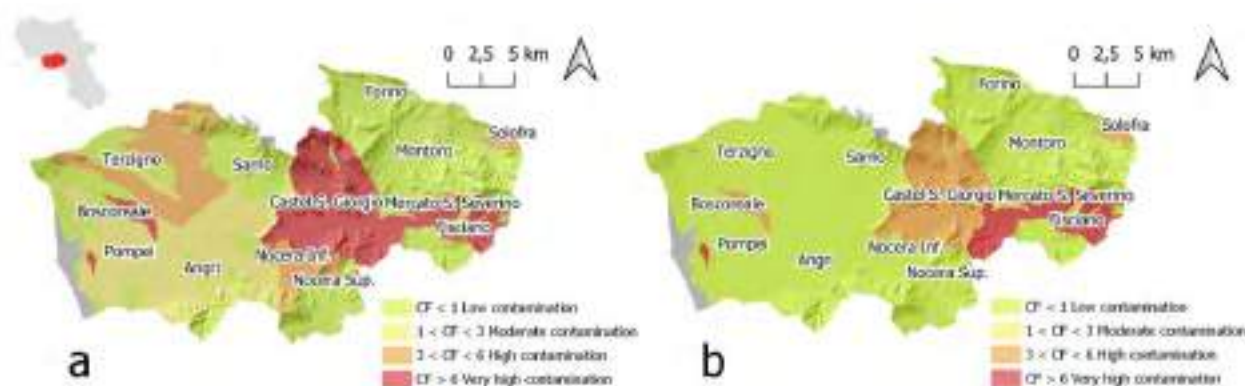 0 2,5 5 km
Forino
Solofra
Terzigno
Sarno
Montoro
Castel S. Giorgio
Mercato S. Severino
Boscoreale
Fisciano
Pompei
Nocera Inf.
Angri
Nocera Sup.
CF < 1 Low contamination
1 < CF < 3 Moderate contamination
3 < CF < 6 High contamination
CF > 6 Very high contamination
a
0 2,5 5 km
Forino
Solofra
Terzigno
Sarno
Montoro
Castel S. Giorgio
Mercato S. Severino
Boscoreale
Fisciano
Pompei
Nocera Inf.
Angri
Nocera Sup.
CF < 1 Low contamination
1 < CF < 3 Moderate contamination
3 < CF < 6 High contamination
CF > 6 Very high contamination
b